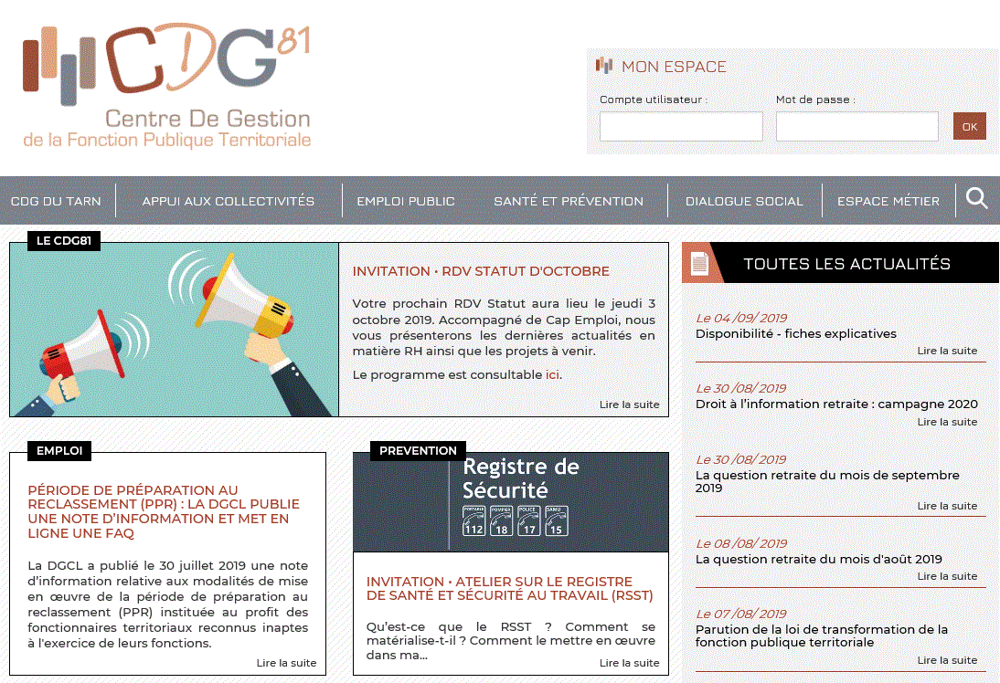 CDG 81
Centre De Gestion
de la Fonction Publique Territoriale
MON ESPACE
Compte utilisateur :
Mot de passe :
OK
CDG DU TARN
APPUI AUX COLLECTIVITÉS
EMPLOI PUBLIC
SANTÉ ET PRÉVENTION
DIALOGUE SOCIAL
ESPACE MÉTIER
LE CDG81
INVITATION • RDV STATUT D'OCTOBRE
Votre prochain RDV Statut aura lieu le jeudi 3
octobre 2019. Accompagné de Cap Emploi, nous
vous présenterons les dernières actualités en
matière RH ainsi que les projets à venir.
Le programme est consultable ici.
Lire la suite
EMPLOI
PÉRIODE DE PRÉPARATION AU
RECLASSEMENT (PPR) : LA DGCL PUBLIE
UNE NOTE D’INFORMATION ET MET EN
LIGNE UNE FAQ
La DGCL a publié le 30 juillet 2019 une note
d’information relative aux modalités de mise
en œuvre de la période de préparation au
reclassement (PPR) instituée au profit des
fonctionnaires territoriaux reconnus inaptes
à l'exercice de leurs fonctions.
Lire la suite
PREVENTION
Registre de
Sécurité
PORTABLE
112
POMPIER
18
POLICE
17
SAMU
15
INVITATION • ATELIER SUR LE REGISTRE
DE SANTÉ ET SÉCURITÉ AU TRAVAIL (RSST)
Qu’est-ce que le RSST ? Comment se
matérialise-t-il ? Comment le mettre en œuvre
dans ma...
Lire la suite
TOUTES LES ACTUALITÉS
Le 04 /09/ 2019
Disponibilité - fiches explicatives
Lire la suite
Le 30 /08/ 2019
Droit à l’information retraite : campagne 2020
Lire la suite
Le 30 /08/ 2019
La question retraite du mois de septembre
2019
Lire la suite
Le 08 /08/ 2019
La question retraite du mois d'août 2019
Lire la suite
Le 07 /08/ 2019
Parution de la loi de transformation de la
fonction publique territoriale
Lire la suite